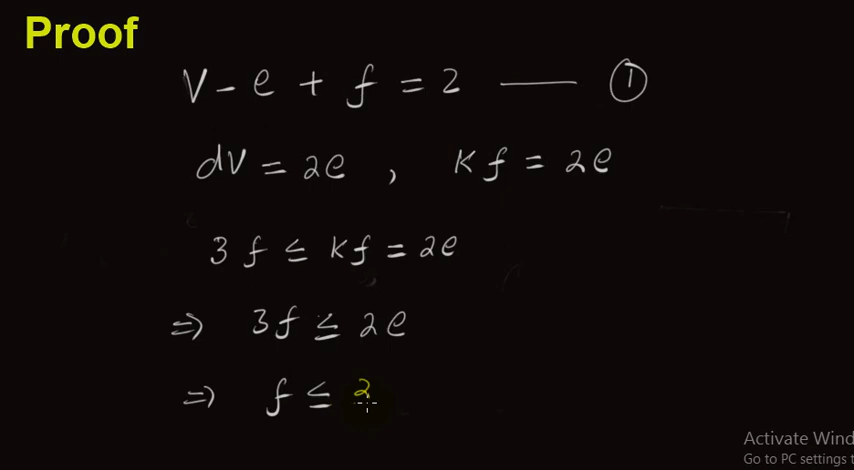 Proof
v - e + f = 2 —— ①
dv = 2e , kf = 2e
3f ≤ kf = 2e
⇒ 3f ≤ 2e
⇒ f ≤ 2
Activate Wind
Go to PC settings t